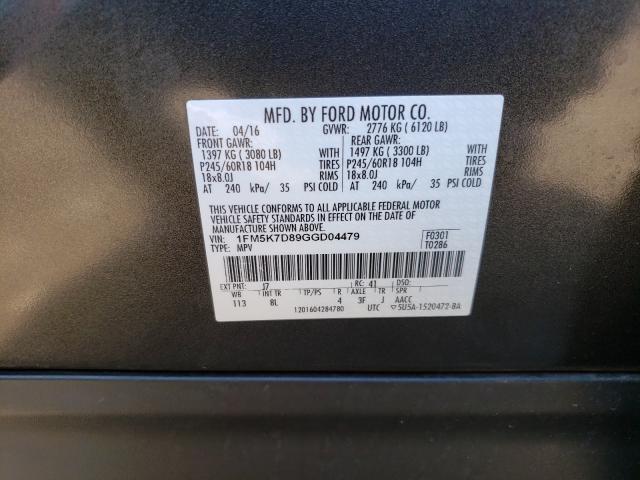 MFD. BY FORD MOTOR CO.
DATE: 04/16 GVWR: 2776 KG ( 6120 LB)
FRONT GAWR: REAR GAWR:
1397 KG ( 3080 LB) WITH 1497 KG ( 3300 LB) WITH
P245/60R18 104H TIRES P245/60R18 104H TIRES
18x8.0J RIMS 18x8.0J RIMS
AT 240 kPa/ 35 PSI COLD AT 240 kPa/ 35 PSI COLD
THIS VEHICLE CONFORMS TO ALL APPLICABLE FEDERAL MOTOR
VEHICLE SAFETY STANDARDS IN EFFECT ON THE DATE OF
MANUFACTURE SHOWN ABOVE.
VIN: 1FM5K7D89GGD04479 F0301
TYPE: MPV T0286
EXT PNT: J7 RC: 41 DSO:
WB INT TR TP/PS R AXLE TR SPR
113 8L 4 3F J AACC
1201604284780 UTC ▽5U5A-1520472-BA